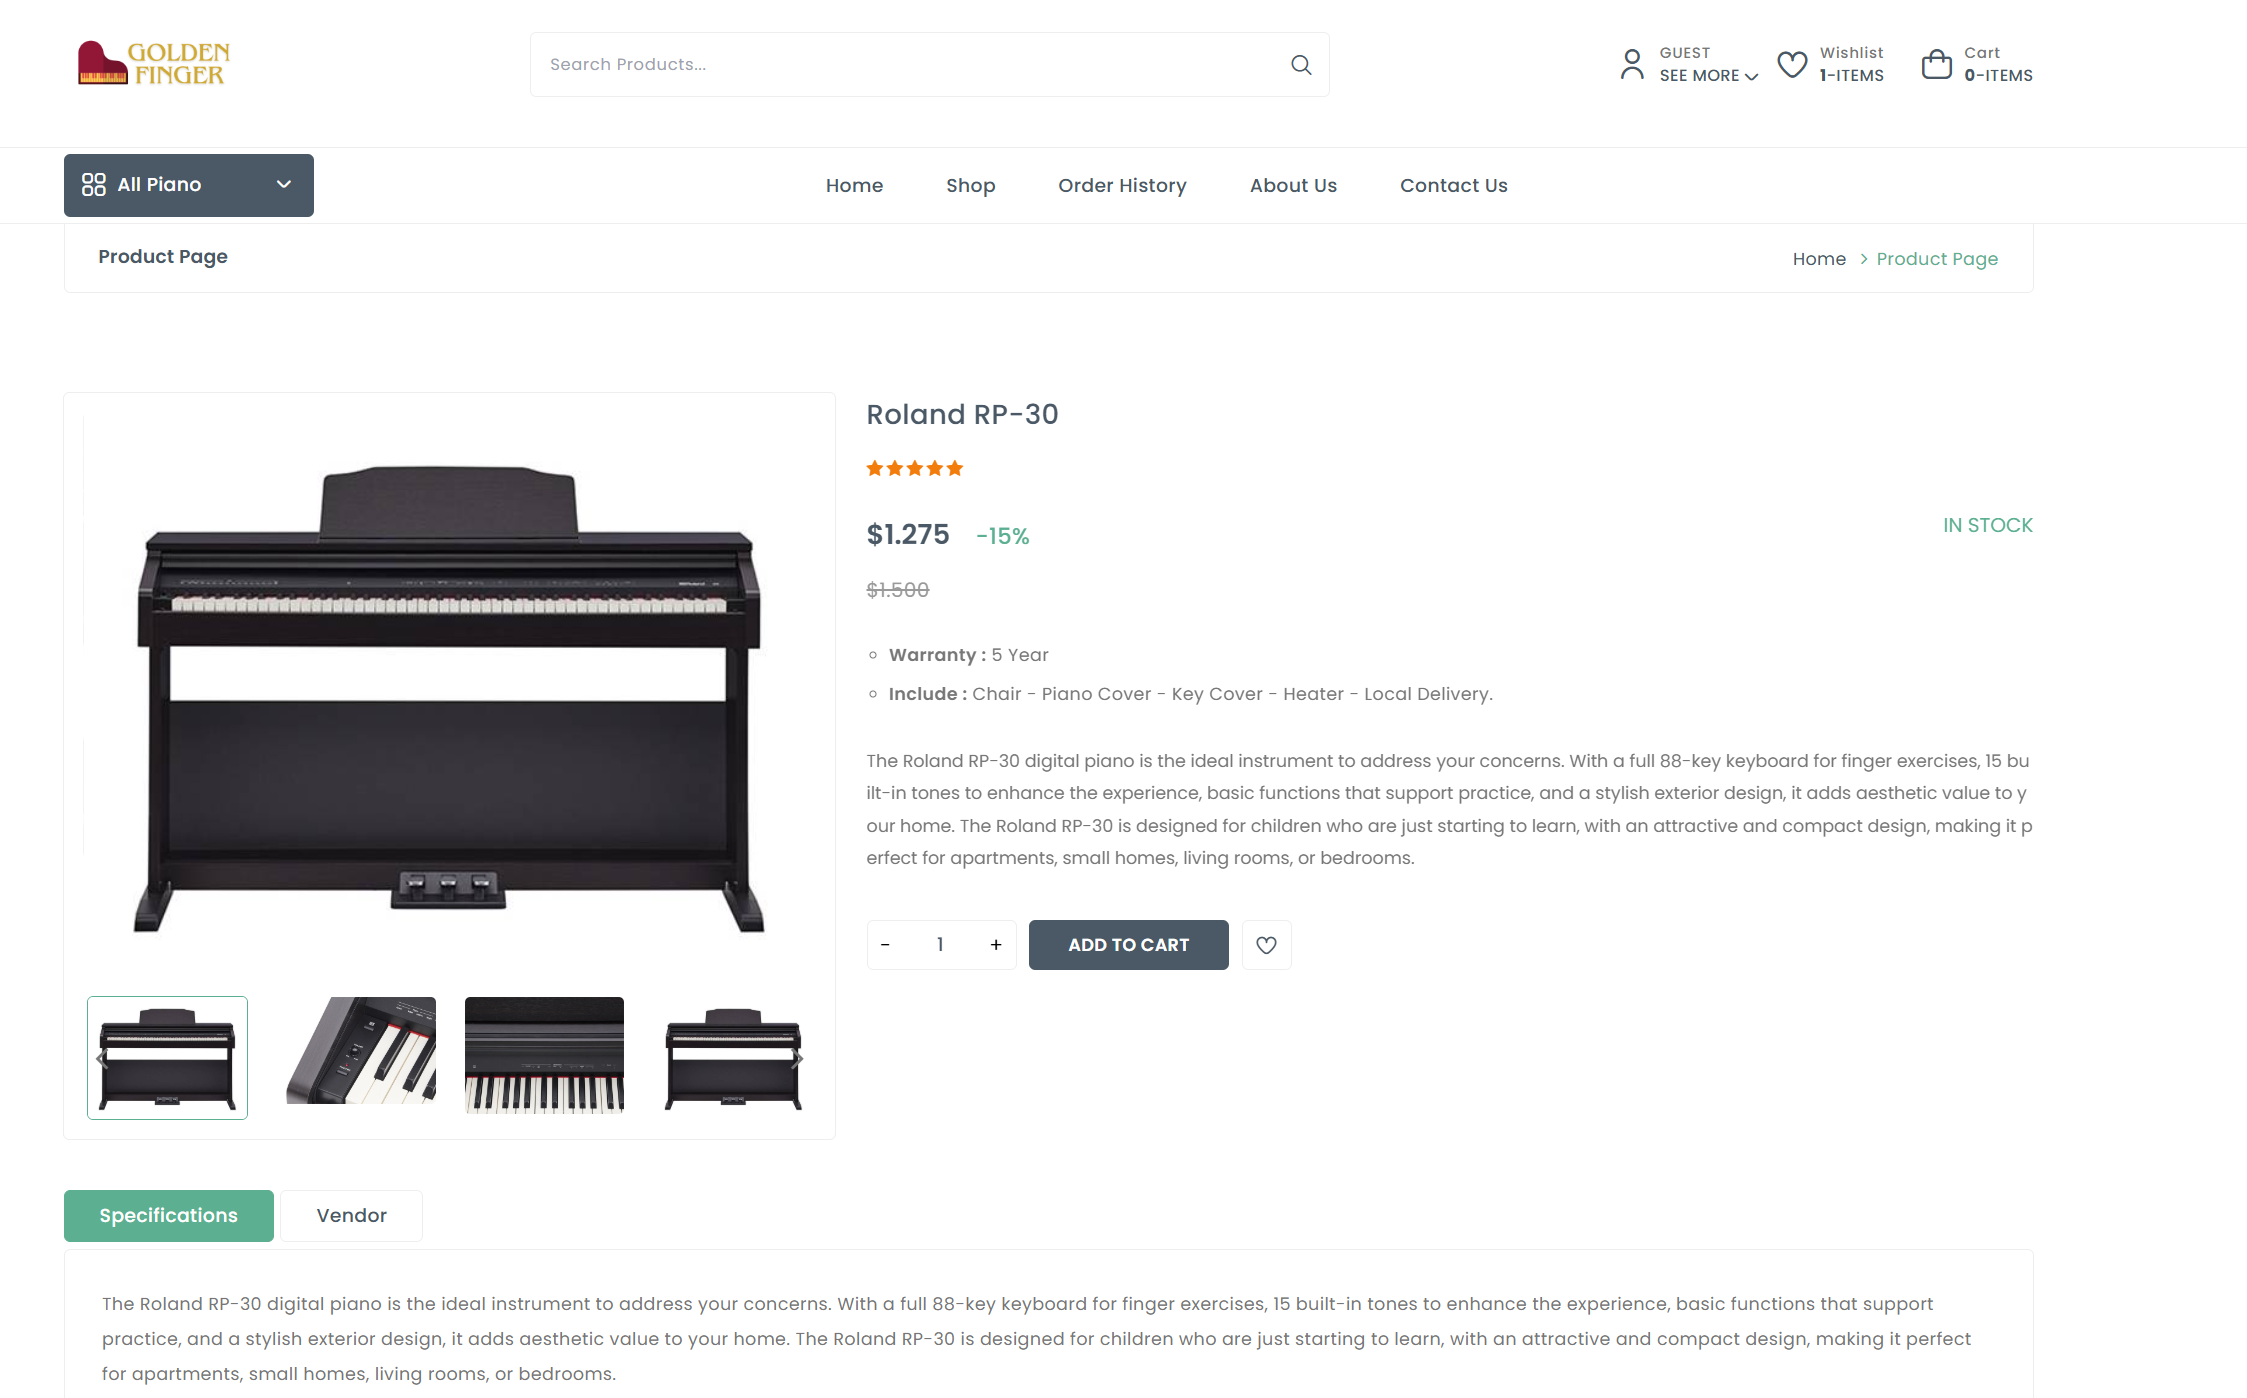 GOLDEN
FINGER
Search Products...
GUEST
SEE MORE
Wishlist
1-ITEMS
Cart
0-ITEMS
All Piano
Home
Shop
Order History
About Us
Contact Us
Product Page
Home > Product Page
Roland RP-30
$1.275 -15%
IN STOCK
$1.500
Warranty : 5 Year
Include : Chair - Piano Cover - Key Cover - Heater - Local Delivery.
The Roland RP-30 digital piano is the ideal instrument to address your concerns. With a full 88-key keyboard for finger exercises, 15 bu
ilt-in tones to enhance the experience, basic functions that support practice, and a stylish exterior design, it adds aesthetic value to y
our home. The Roland RP-30 is designed for children who are just starting to learn, with an attractive and compact design, making it p
erfect for apartments, small homes, living rooms, or bedrooms.
- 1 +
ADD TO CART
Specifications
Vendor
The Roland RP-30 digital piano is the ideal instrument to address your concerns. With a full 88-key keyboard for finger exercises, 15 built-in tones to enhance the experience, basic functions that support
practice, and a stylish exterior design, it adds aesthetic value to your home. The Roland RP-30 is designed for children who are just starting to learn, with an attractive and compact design, making it perfect
for apartments, small homes, living rooms, or bedrooms.